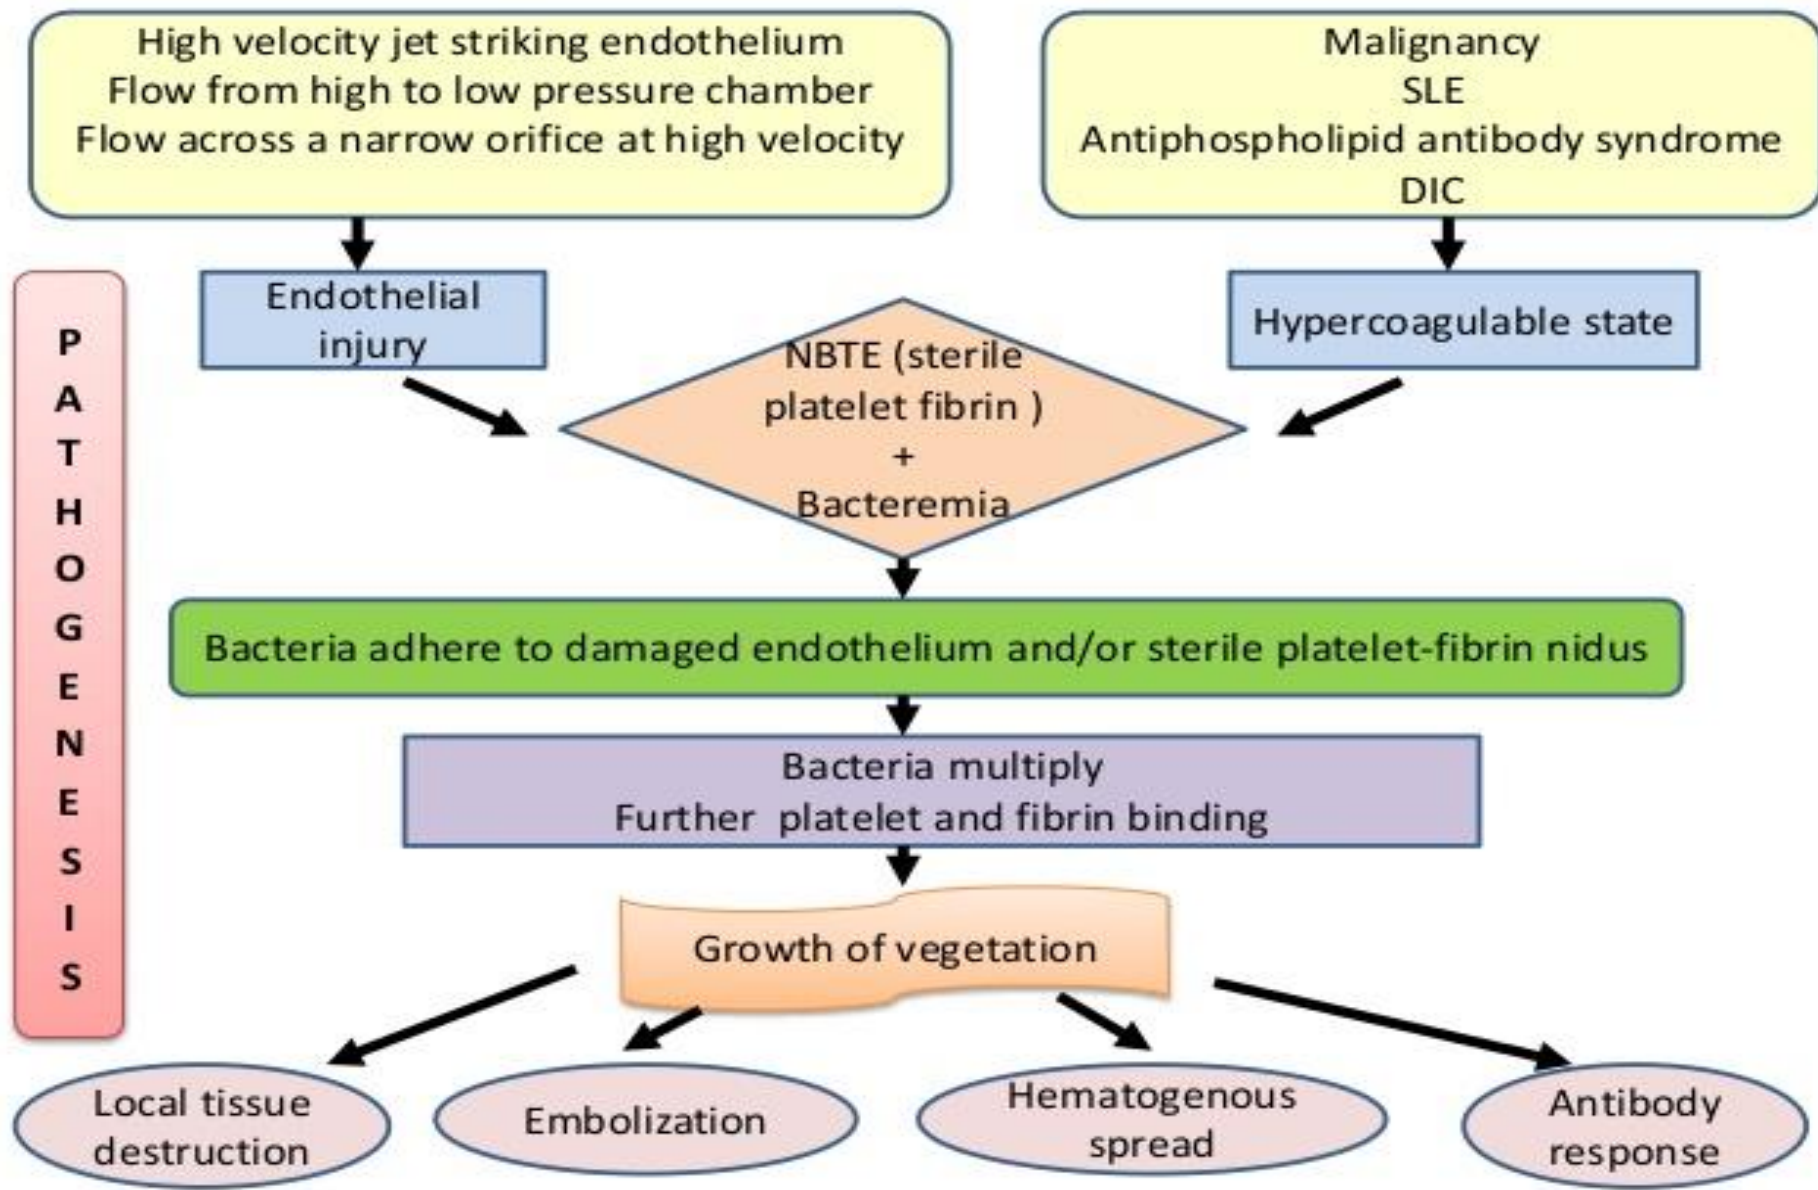 High velocity jet striking endothelium
Flow from high to low pressure chamber
Flow across a narrow orifice at high velocity
Malignancy
SLE
Antiphospholipid antibody syndrome
DIC
PATHOGENESIS
Endothelial
injury
Hypercoagulable state
NBTE (sterile
platelet fibrin )
+
Bacteremia
Bacteria adhere to damaged endothelium and/or sterile platelet-fibrin nidus
Bacteria multiply
Further platelet and fibrin binding
Growth of vegetation
Local tissue
destruction
Embolization
Hematogenous
spread
Antibody
response